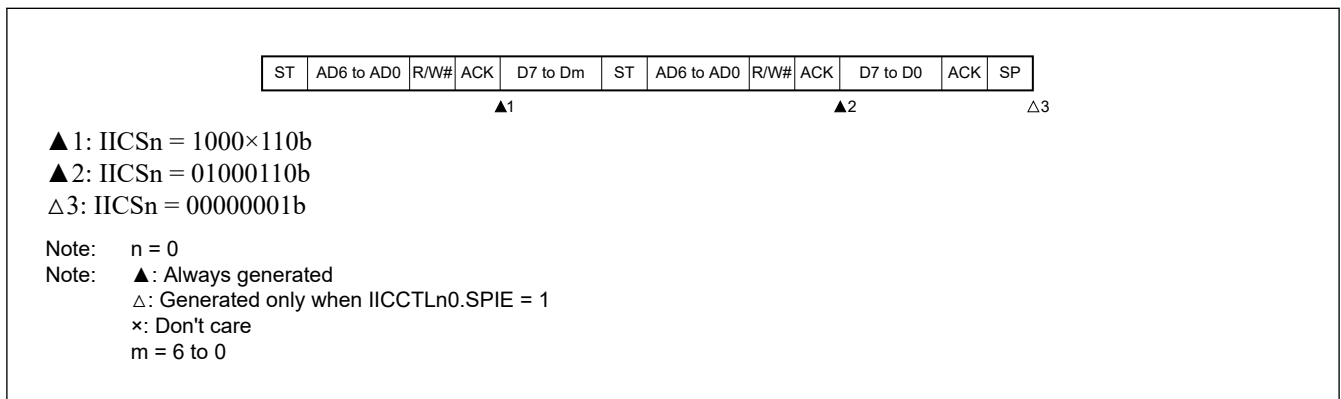 ST AD6 to AD0 R/W# ACK D7 to Dm ST AD6 to AD0 R/W# ACK D7 to D0 ACK SP
▲1 ▲2 △3
▲1: IICSn = 1000×110b
▲2: IICSn = 01000110b
△3: IICSn = 00000001b
Note: n = 0
Note: ▲: Always generated
△: Generated only when IICCTLn0.SPIE = 1
×: Don't care
m = 6 to 0